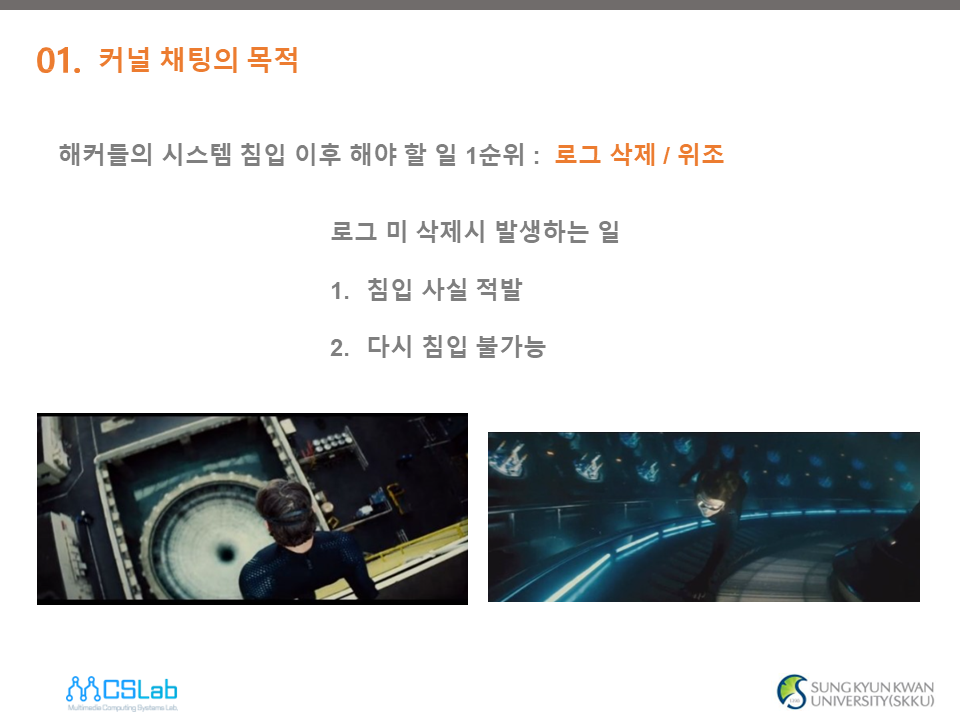 01. 커널 채팅의 목적
해커들의 시스템 침입 이후 해야 할 일 1순위 : 로그 삭제 / 위조
로그 미 삭제시 발생하는 일
1. 침입 사실 적발
2. 다시 침입 불가능
MCSLab
Multimedia Computing Systems Lab.
SUNG KYUN KWAN
UNIVERSITY(SKKU)